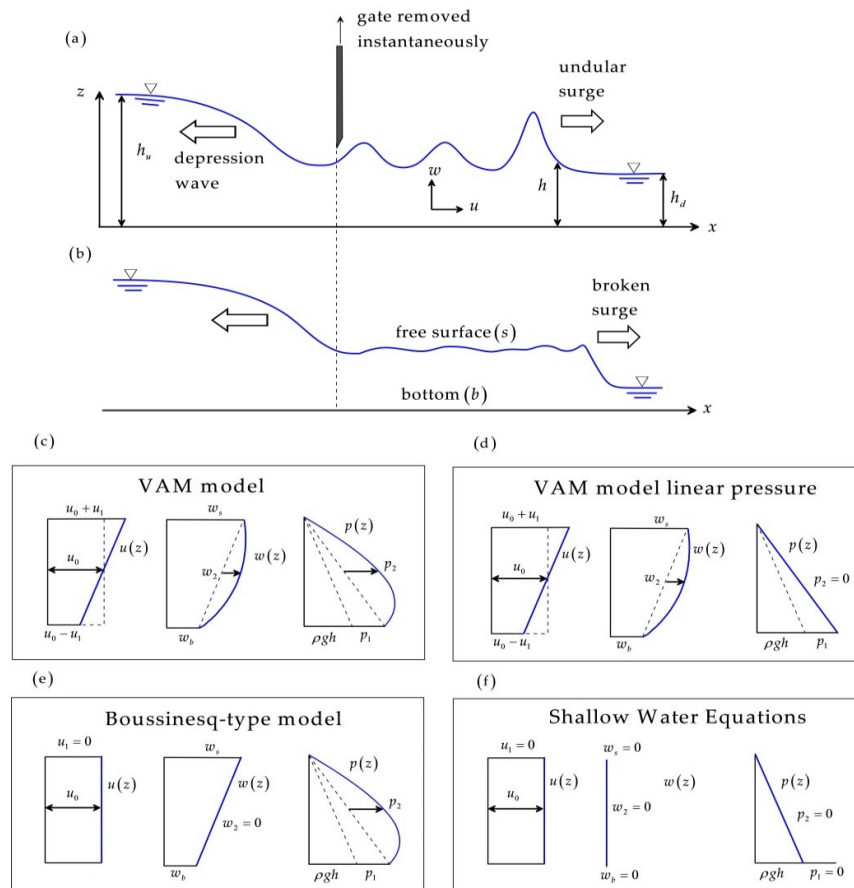 (a)
gate removed
instantaneously
undular
surge
z
h_u
depression
wave
w
u
h
h_d
x
(b)
broken
surge
free surface (s)
bottom (b)
x
(c)
VAM model
u_0 + u_1
u_0
u(z)
u_0 − u_1
w_s
w_2
w(z)
w_b
p(z)
p_2
ρgh p_1
(d)
VAM model linear pressure
u_0 + u_1
u_0
u(z)
u_0 − u_1
w_s
w_2
w(z)
w_b
p(z)
p_2 = 0
ρgh p_1
(e)
Boussinesq-type model
u_1 = 0
u_0
u(z)
w_s
w(z)
w_2 = 0
w_b
p(z)
p_2
ρgh p_1
(f)
Shallow Water Equations
u_1 = 0
u_0
u(z)
w_s = 0
w(z)
w_2 = 0
w_b = 0
p(z)
p_2 = 0
ρgh p_1 = 0